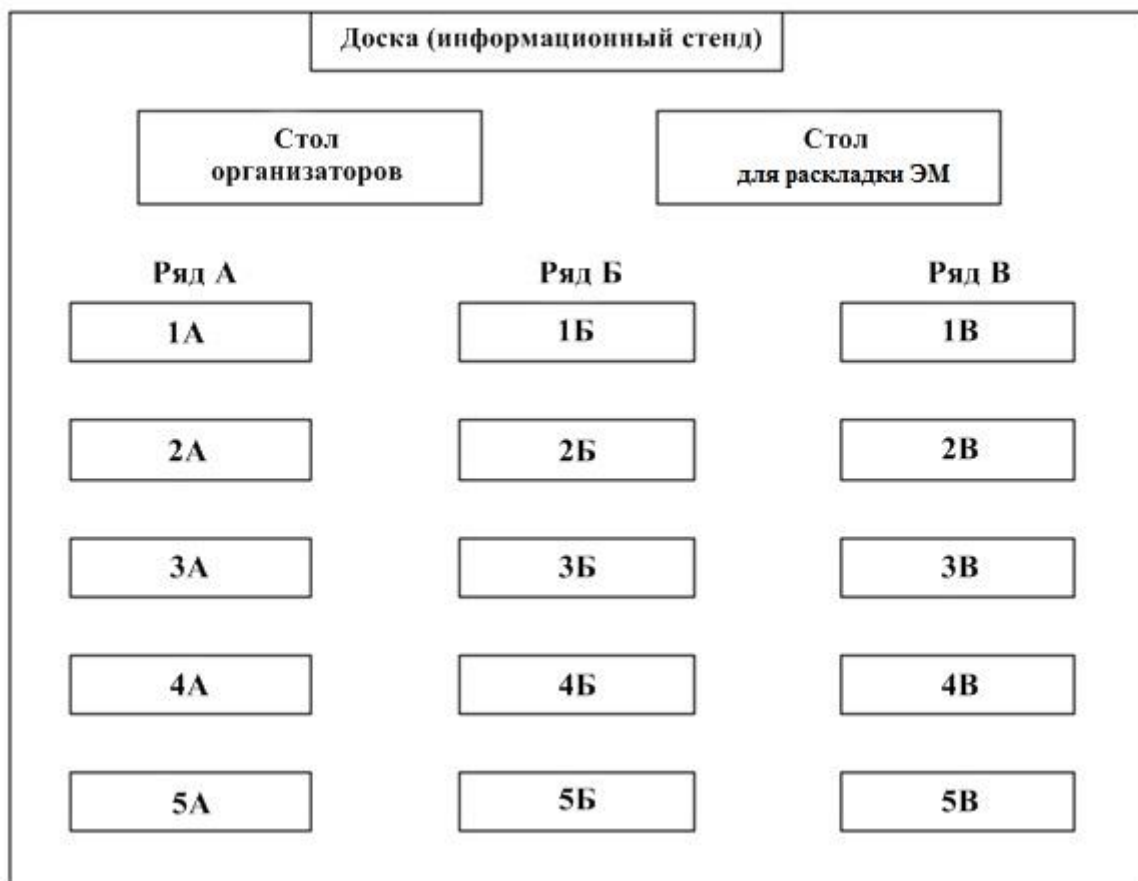 Доска (информационный стенд)
Стол
организаторов
Стол
для раскладки ЭМ
Ряд А
Ряд Б
Ряд В
1А
1Б
1В
2А
2Б
2В
3А
3Б
3В
4А
4Б
4В
5А
5Б
5В